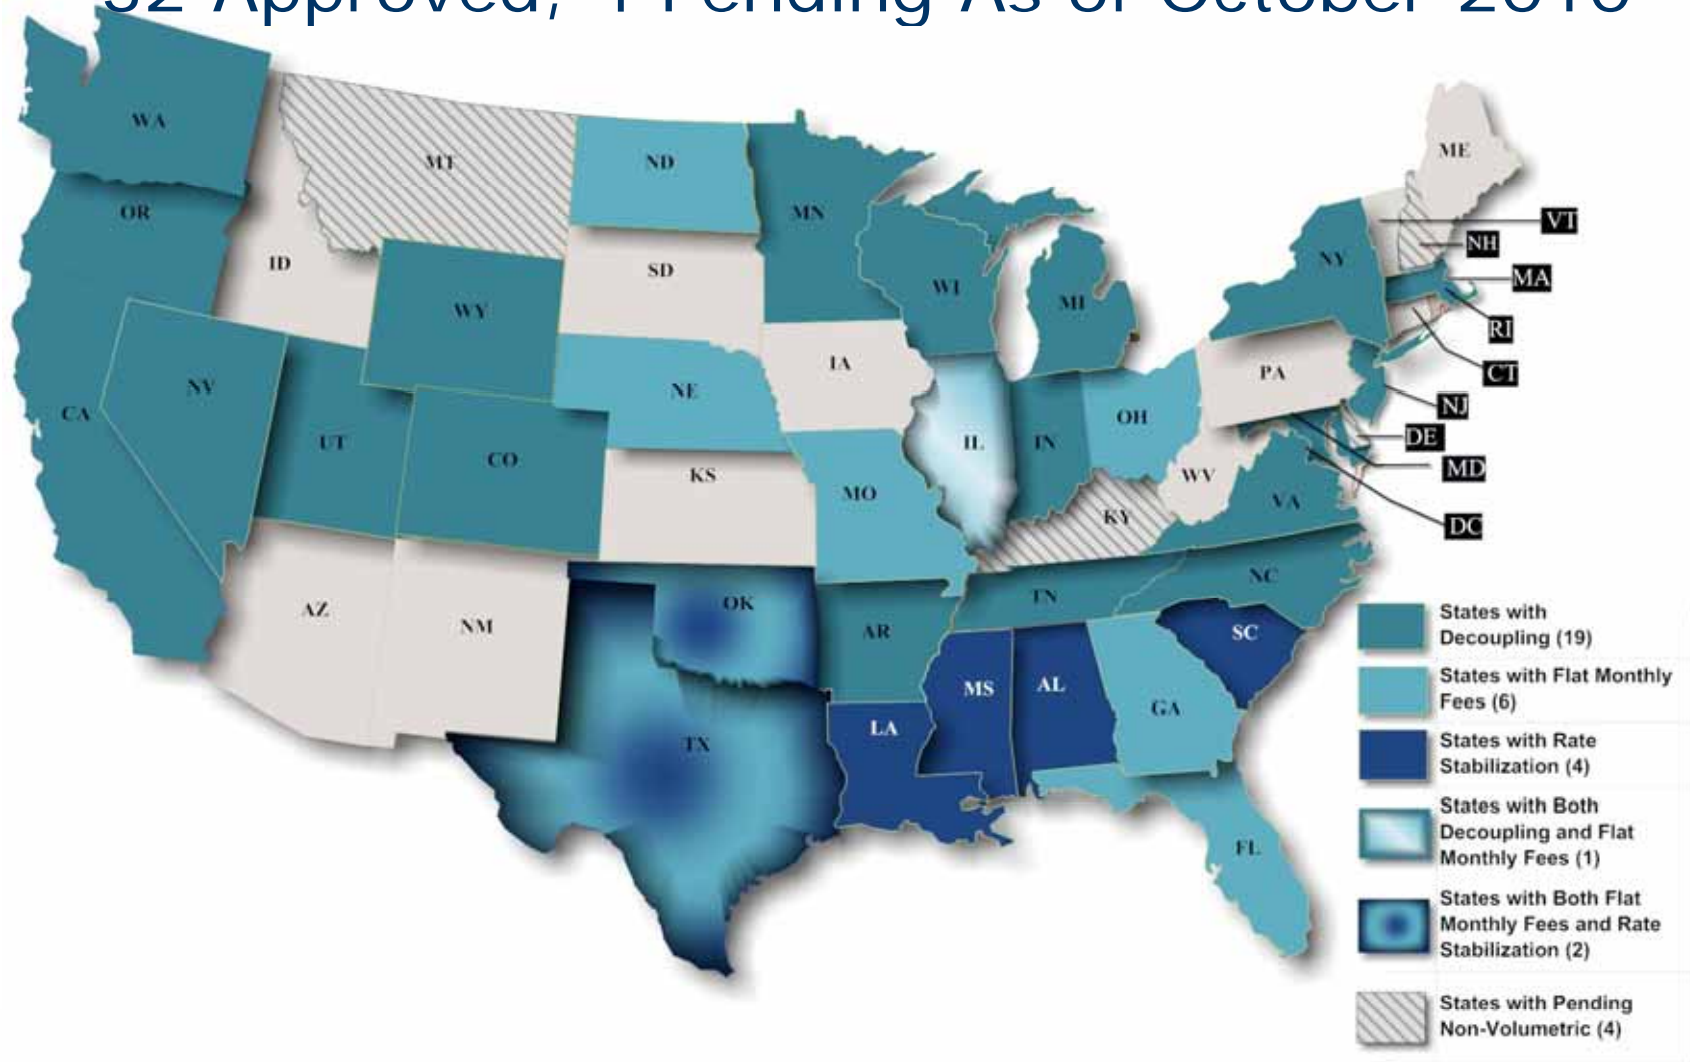 32 Approved, 4 Pending As of October 2010
WA
MT
ND
MN
ME
OR
ID
SD
WY
WI
MI
NY
VT
NH
MA
RI
CT
NJ
DE
MD
DC
NV
CA
UT
CO
NE
IA
IL
IN
OH
PA
KS
MO
KY
WV
VA
AZ
NM
OK
AR
TN
NC
TX
LA
MS
AL
GA
SC
FL
States with
Decoupling (19)
States with Flat Monthly
Fees (6)
States with Rate
Stabilization (4)
States with Both
Decoupling and Flat
Monthly Fees (1)
States with Both Flat
Monthly Fees and Rate
Stabilization (2)
States with Pending
Non-Volumetric (4)